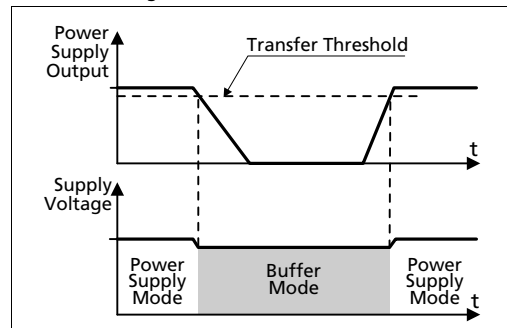 Power
Supply
Output
Transfer Threshold
t
Supply
Voltage
Power
Supply
Mode
Buffer
Mode
Power
Supply
Mode
t